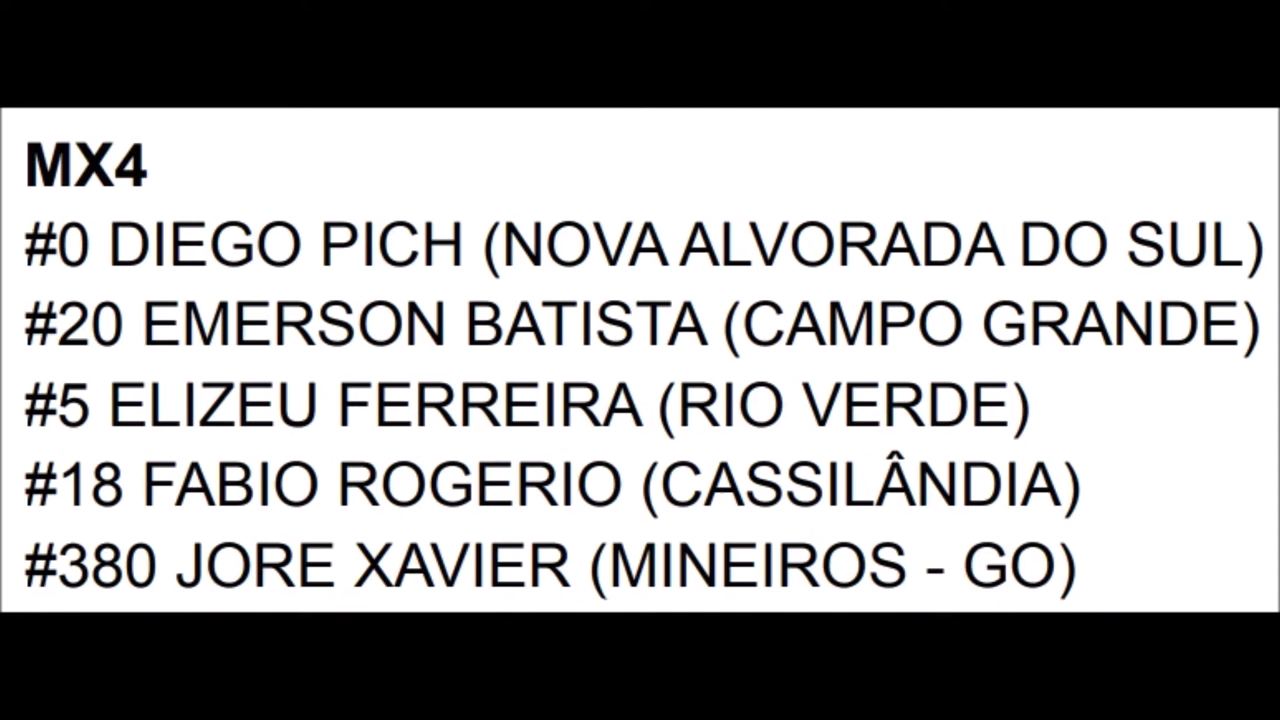 MX4
#0 DIEGO PICH (NOVA ALVORADA DO SUL)
#20 EMERSON BATISTA (CAMPO GRANDE)
#5 ELIZEU FERREIRA (RIO VERDE)
#18 FABIO ROGERIO (CASSILÂNDIA)
#380 JORE XAVIER (MINEIROS - GO)